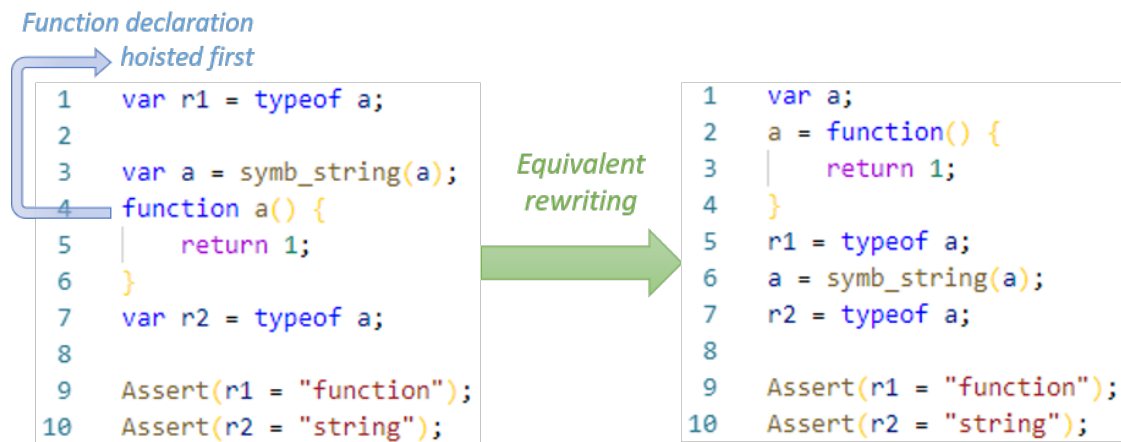 Function declaration
hoisted first
1 var r1 = typeof a;
2
3 var a = symb_string(a);
4 function a() {
5 return 1;
6 }
7 var r2 = typeof a;
8
9 Assert(r1 = "function");
10 Assert(r2 = "string");
Equivalent
rewriting
1 var a;
2 a = function() {
3 return 1;
4 }
5 r1 = typeof a;
6 a = symb_string(a);
7 r2 = typeof a;
8
9 Assert(r1 = "function");
10 Assert(r2 = "string");